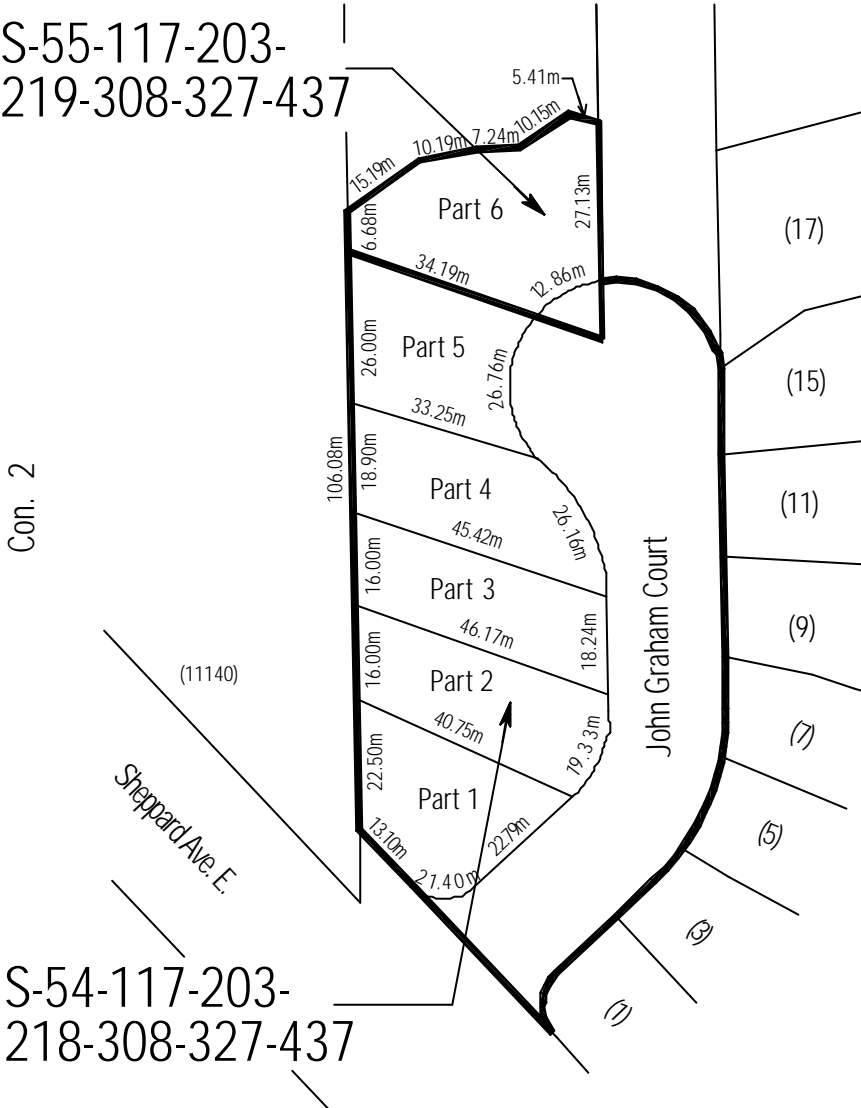 S-55-117-203-
219-308-327-437
5.41m
10.15m
7.24m
10.19m
15.19m
6.68m
Part 6
27.13m
(17)
34.19m
12.86m
26.00m
Part 5
26.76m
(15)
33.25m
106.08m
18.90m
Part 4
Con. 2
(11)
45.42m
26.16m
16.00m
Part 3
John Graham Court
46.17m
18.24m
(9)
(11140)
16.00m
Part 2
40.75m
19.33m
(7)
22.50m
Part 1
Sheppard Ave. E.
13.10m
22.79m
(5)
21.40m
(3)
S-54-117-203-
218-308-327-437
(1)